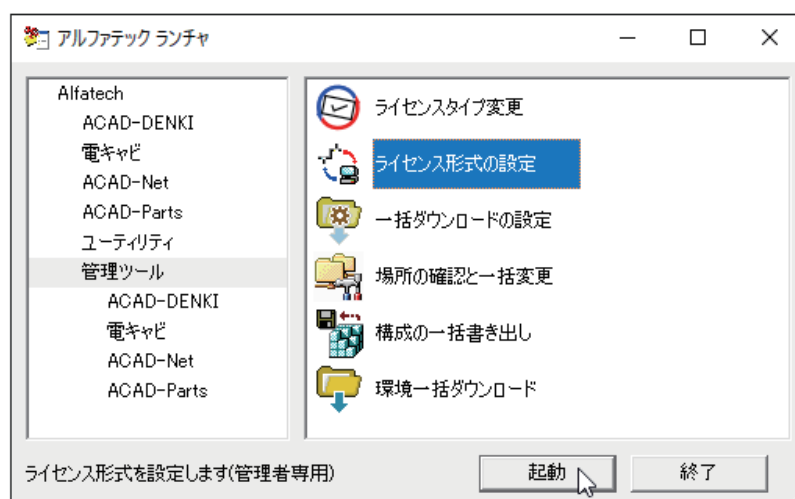 アルファテック ランチャ
Alfatech
ACAD-DENKI
電キャビ
ACAD-Net
ACAD-Parts
ユーティリティ
管理ツール
ACAD-DENKI
電キャビ
ACAD-Net
ACAD-Parts
ライセンスタイプ変更
ライセンス形式の設定
一括ダウンロードの設定
場所の確認と一括変更
構成の一括書き出し
環境一括ダウンロード
ライセンス形式を設定します(管理者専用)
起動
終了